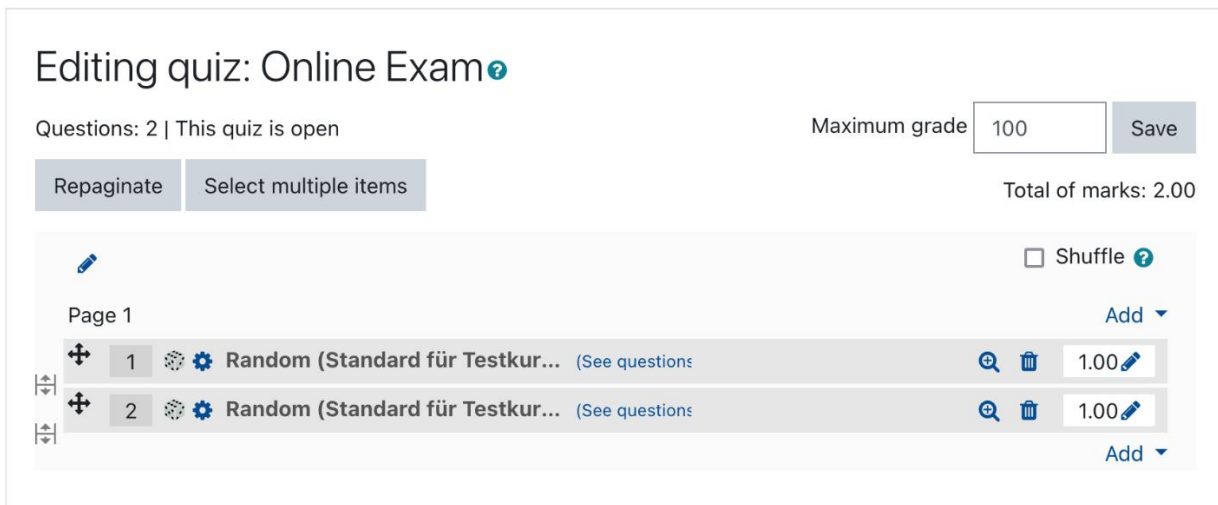 Editing quiz: Online Exam
Questions: 2 | This quiz is open
Maximum grade 100 Save
Repaginate Select multiple items
Total of marks: 2.00
Shuffle
Page 1
Add
1 Random (Standard für Testkur... (See questions 1.00
2 Random (Standard für Testkur... (See questions 1.00
Add